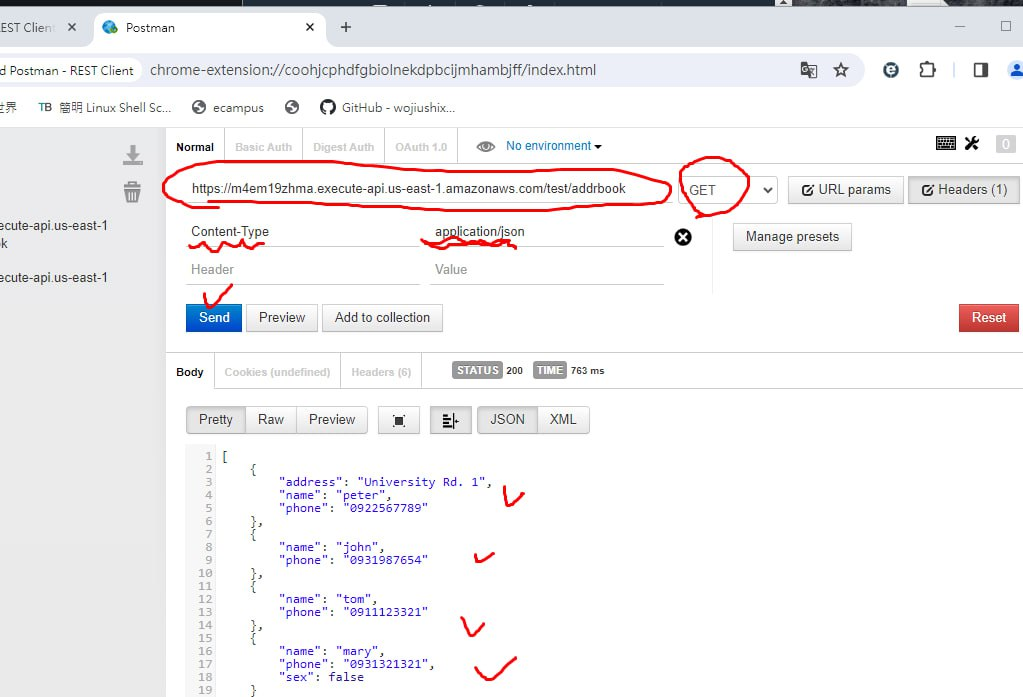 EST Client
Postman
d Postman - REST Client
chrome-extension://coohjcphdfgbiolnekdpbcijmhambjff/index.html
世界
TB 簡明 Linux Shell Sc...
ecampus
GitHub - wojiushix...
Normal
Basic Auth
Digest Auth
OAuth 1.0
No environment
0
https://m4em19zhma.execute-api.us-east-1.amazonaws.com/test/addrbook
GET
URL params
Headers (1)
ecute-api.us-east-1
k
ecute-api.us-east-1
Content-Type
application/json
Manage presets
Header
Value
Send
Preview
Add to collection
Reset
Body
Cookies (undefined)
Headers (6)
STATUS 200 TIME 763 ms
Pretty
Raw
Preview
JSON
XML
1 [
2 {
3 "address": "University Rd. 1",
4 "name": "peter",
5 "phone": "0922567789"
6 },
7 {
8 "name": "john",
9 "phone": "0931987654"
10 },
11 {
12 "name": "tom",
13 "phone": "0911123321"
14 },
15 {
16 "name": "mary",
17 "phone": "0931321321",
18 "sex": false
19 }